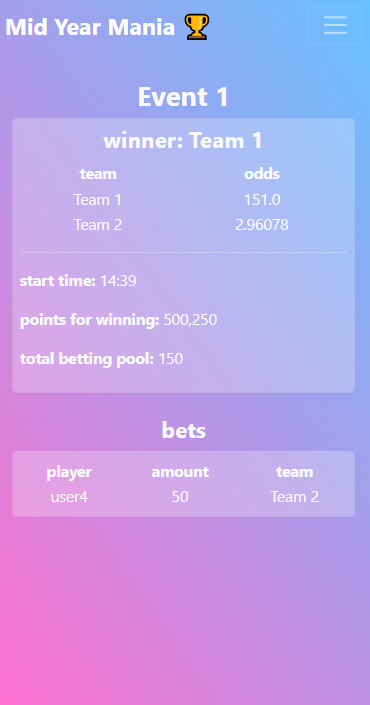 Mid Year Mania 🏆
Event 1
winner: Team 1
team odds
Team 1 151.0
Team 2 2.96078
start time: 14:39
points for winning: 500,250
total betting pool: 150
bets
player amount team
user4 50 Team 2